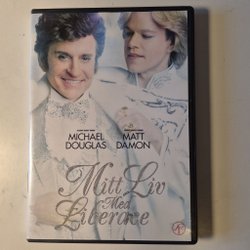 MICHAEL MATT
DOUGLAS DAMON
Mitt Liv
Med
Liberace